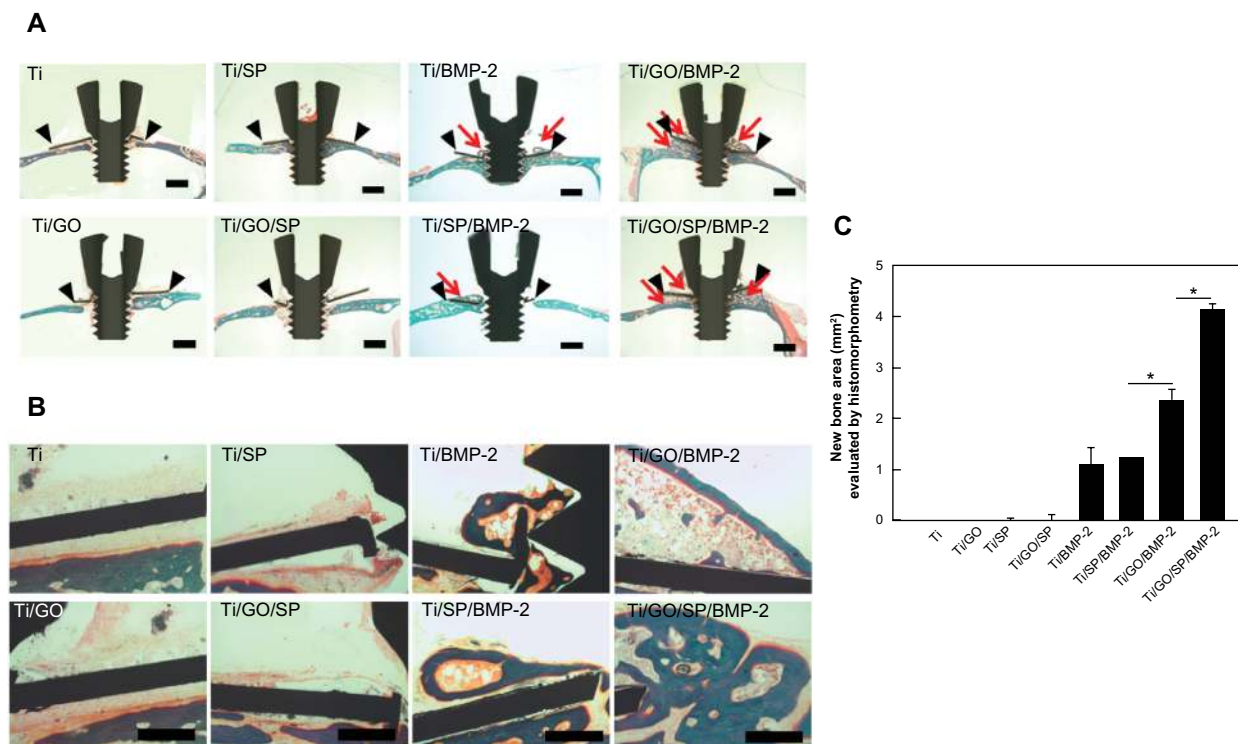 A
Ti
Ti/SP
Ti/BMP-2
Ti/GO/BMP-2
Ti/GO
Ti/GO/SP
Ti/SP/BMP-2
Ti/GO/SP/BMP-2
B
Ti
Ti/SP
Ti/BMP-2
Ti/GO/BMP-2
Ti/GO
Ti/GO/SP
Ti/SP/BMP-2
Ti/GO/SP/BMP-2
C
New bone area (mm²)
evaluated by histomorphometry
5
4
3
2
1
0
*
*
Ti
Ti/GO
Ti/SP
Ti/GO/SP
Ti/BMP-2
Ti/SP/BMP-2
Ti/GO/BMP-2
Ti/GO/SP/BMP-2